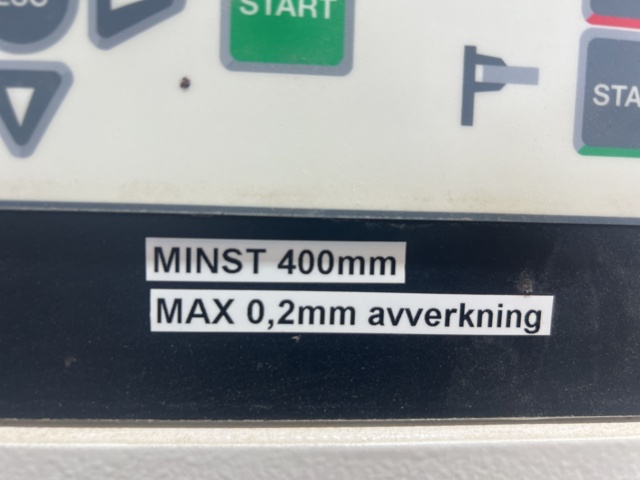 START
STA
MINST 400mm
MAX 0,2mm avverkning